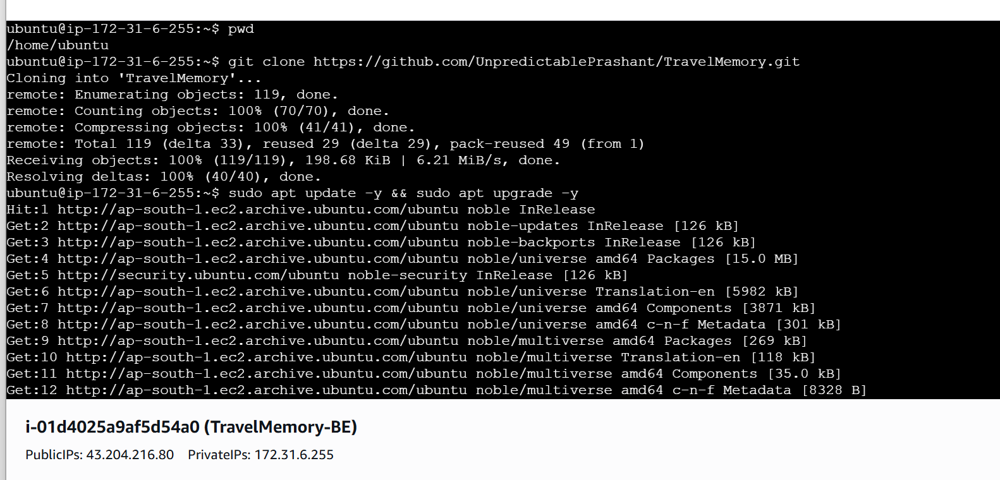 ubuntu@ip-172-31-6-255:~$ pwd
/home/ubuntu
ubuntu@ip-172-31-6-255:~$ git clone https://github.com/UnpredictablePrashant/TravelMemory.git
Cloning into 'TravelMemory'...
remote: Enumerating objects: 119, done.
remote: Counting objects: 100% (70/70), done.
remote: Compressing objects: 100% (41/41), done.
remote: Total 119 (delta 33), reused 29 (delta 29), pack-reused 49 (from 1)
Receiving objects: 100% (119/119), 198.68 KiB | 6.21 MiB/s, done.
Resolving deltas: 100% (40/40), done.
ubuntu@ip-172-31-6-255:~$ sudo apt update -y && sudo apt upgrade -y
Hit:1 http://ap-south-1.ec2.archive.ubuntu.com/ubuntu noble InRelease
Get:2 http://ap-south-1.ec2.archive.ubuntu.com/ubuntu noble-updates InRelease [126 kB]
Get:3 http://ap-south-1.ec2.archive.ubuntu.com/ubuntu noble-backports InRelease [126 kB]
Get:4 http://ap-south-1.ec2.archive.ubuntu.com/ubuntu noble/universe amd64 Packages [15.0 MB]
Get:5 http://security.ubuntu.com/ubuntu noble-security InRelease [126 kB]
Get:6 http://ap-south-1.ec2.archive.ubuntu.com/ubuntu noble/universe Translation-en [5982 kB]
Get:7 http://ap-south-1.ec2.archive.ubuntu.com/ubuntu noble/universe amd64 Components [3871 kB]
Get:8 http://ap-south-1.ec2.archive.ubuntu.com/ubuntu noble/universe amd64 c-n-f Metadata [301 kB]
Get:9 http://ap-south-1.ec2.archive.ubuntu.com/ubuntu noble/multiverse amd64 Packages [269 kB]
Get:10 http://ap-south-1.ec2.archive.ubuntu.com/ubuntu noble/multiverse Translation-en [118 kB]
Get:11 http://ap-south-1.ec2.archive.ubuntu.com/ubuntu noble/multiverse amd64 Components [35.0 kB]
Get:12 http://ap-south-1.ec2.archive.ubuntu.com/ubuntu noble/multiverse amd64 c-n-f Metadata [8328 B]
i-01d4025a9af5d54a0 (TravelMemory-BE)
PublicIPs: 43.204.216.80 PrivateIPs: 172.31.6.255